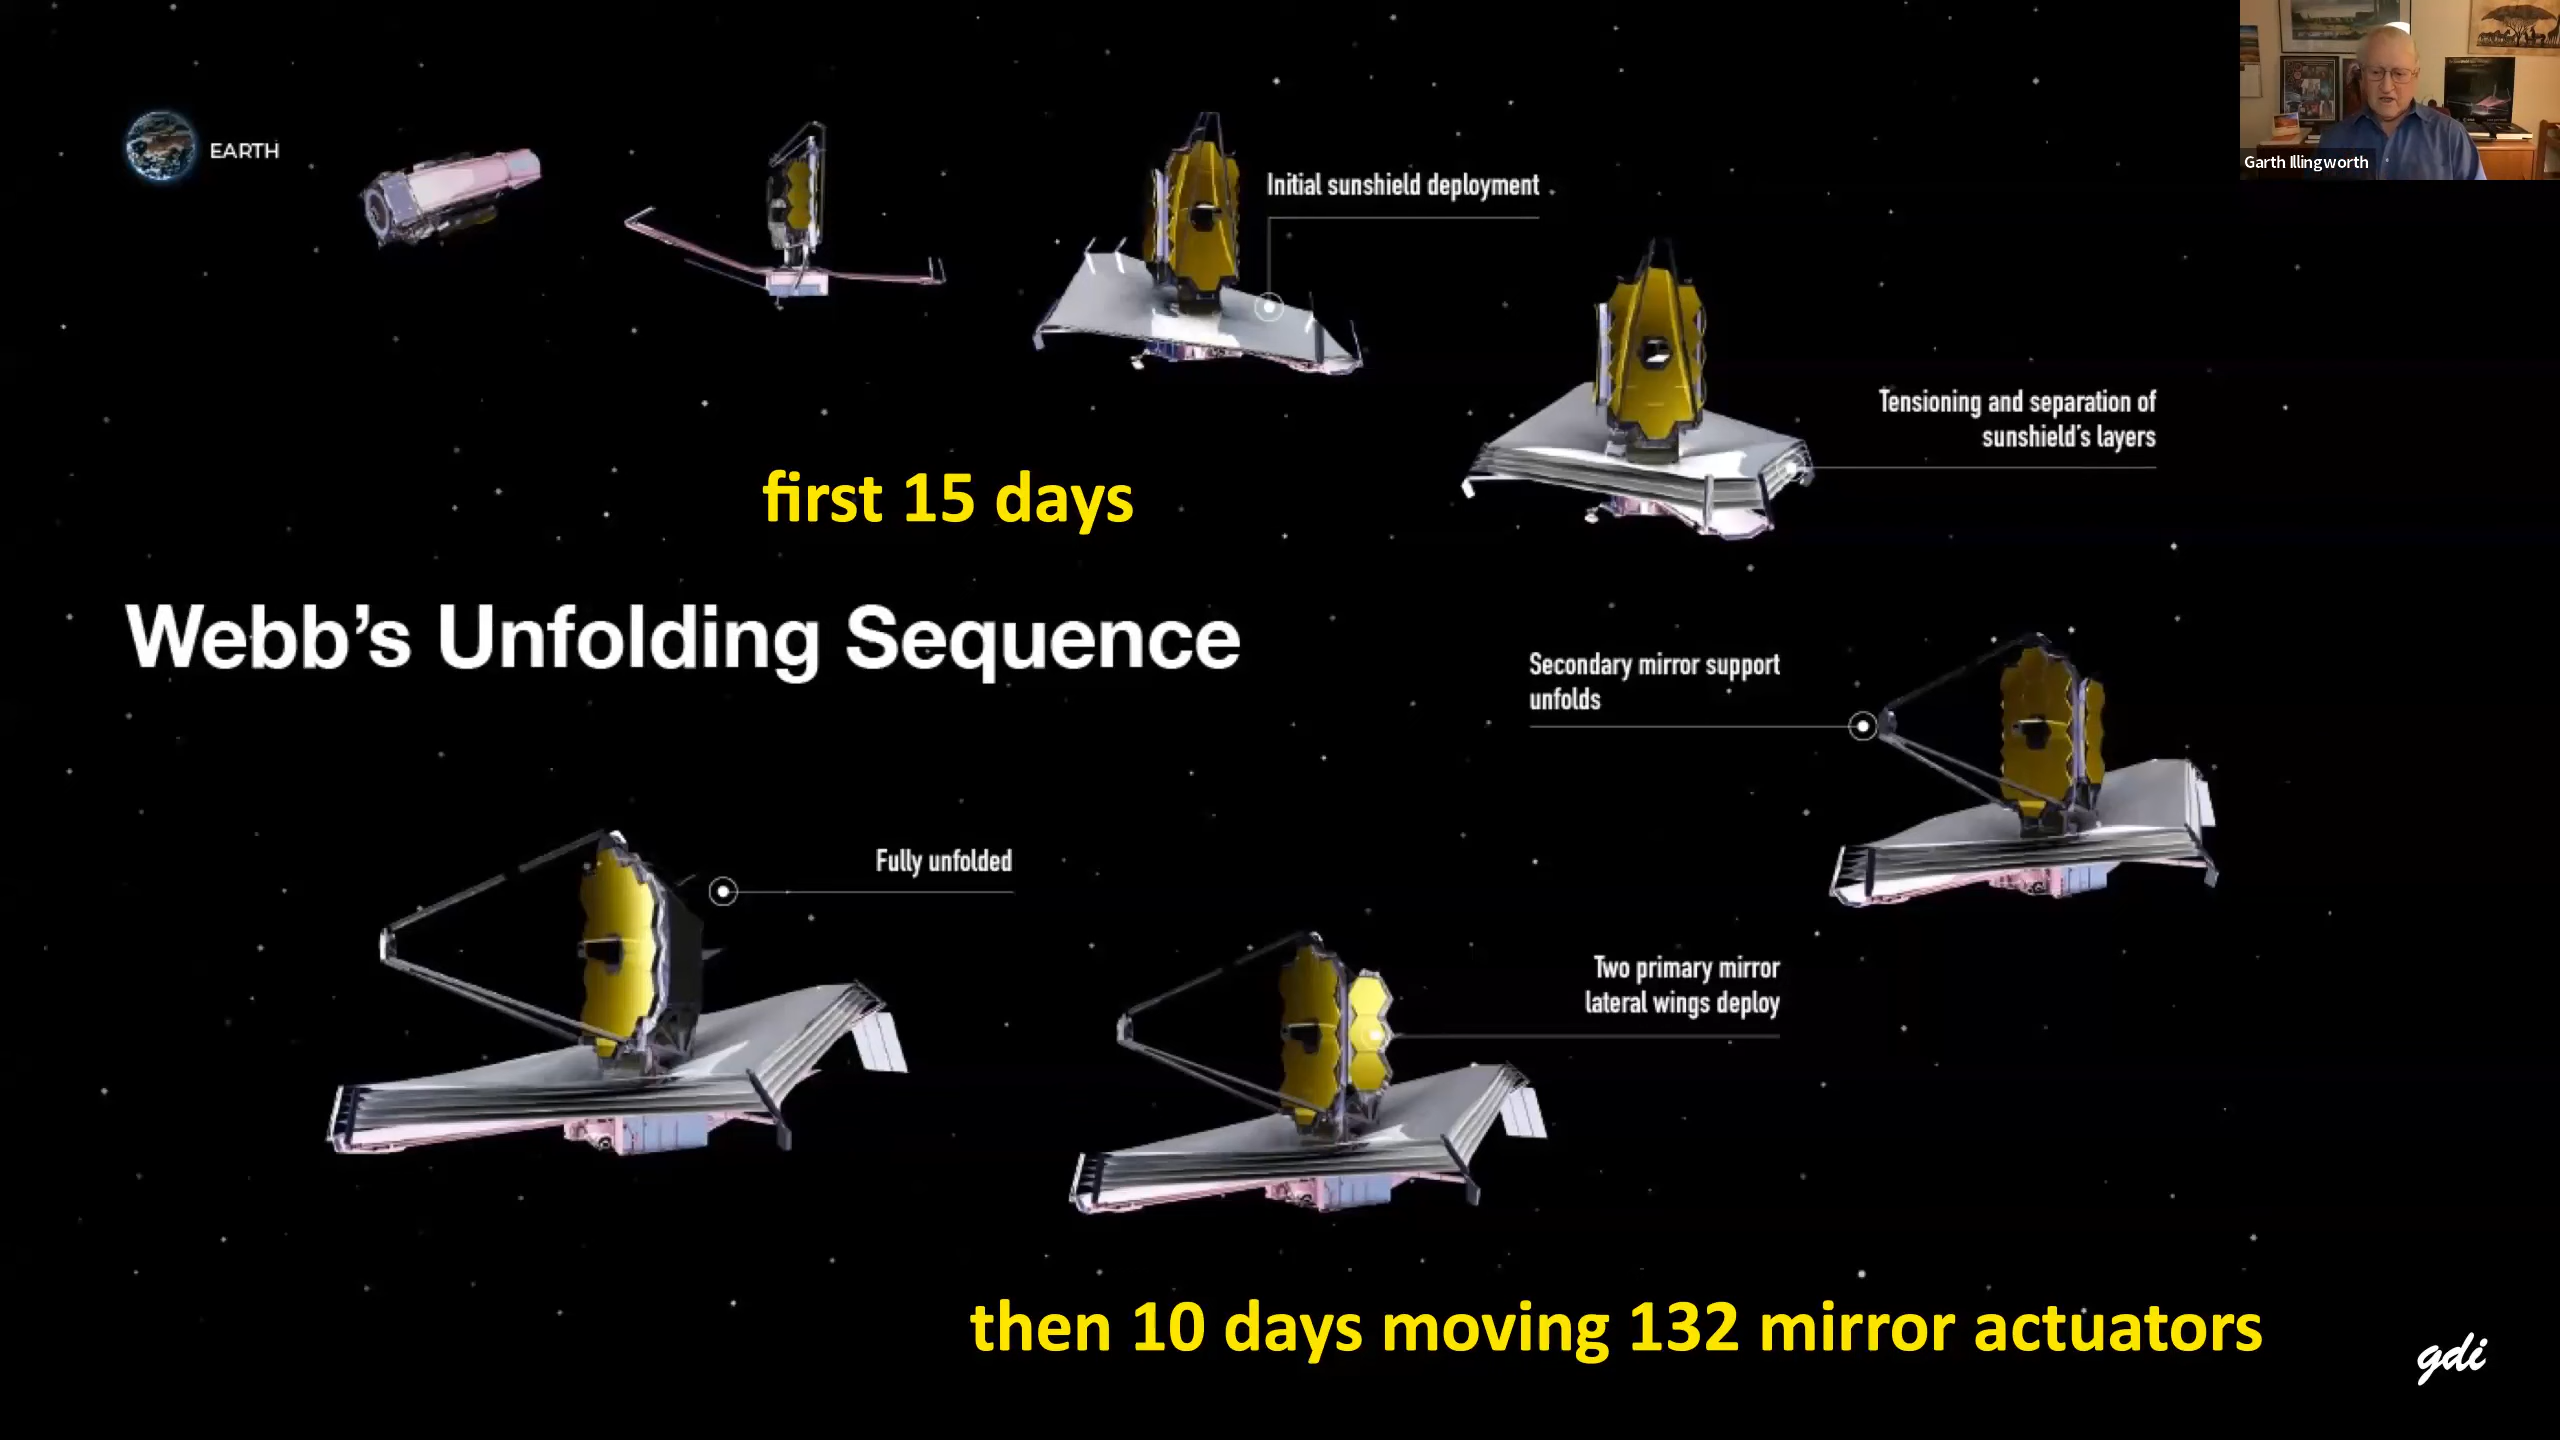 EARTH
Garth Illingworth
Initial sunshield deployment
Tensioning and separation of
sunshield's layers
first 15 days
Webb's Unfolding Sequence
Secondary mirror support
unfolds
Fully unfolded
Two primary mirror
lateral wings deploy
then 10 days moving 132 mirror actuators
gdi